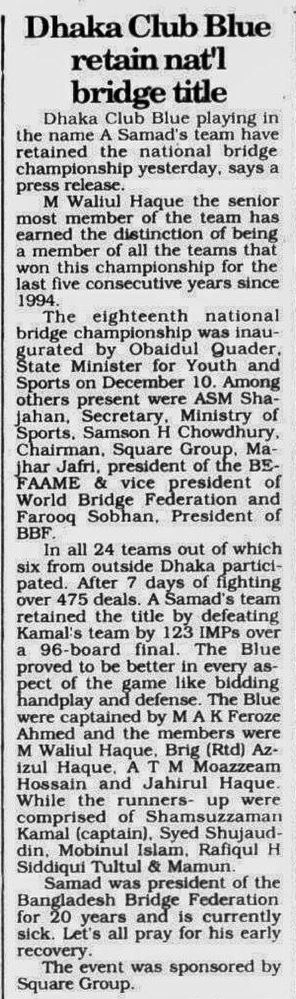 Dhaka Club Blue
retain nat'l
bridge title
Dhaka Club Blue playing in
the name A Samad's team have
retained the national bridge
championship yesterday, says a
press release.
M Waliul Haque the senior
most member of the team has
earned the distinction of being
a member of all the teams that
won this championship for the
last five consecutive years since
1994.
The eighteenth national
bridge championship was inau-
gurated by Obaidul Quader,
State Minister for Youth and
Sports on December 10. Among
others present were ASM Sha-
jahan, Secretary, Ministry of
Sports, Samson H Chowdhury,
Chairman, Square Group, Ma-
jhar Jafri, president of the BE-
FAAME & vice president of
World Bridge Federation and
Farooq Sobhan, President of
BBF.
In all 24 teams out of which
six from outside Dhaka partici-
pated. After 7 days of fighting
over 475 deals. A Samad's team
retained the title by defeating
Kamal's team by 123 IMPs over
a 96-board final. The Blue
proved to be better in every as-
pect of the game like bidding
handplay and defense. The Blue
were captained by M A K Feroze
Ahmed and the members were
M Waliul Haque, Brig (Rtd) Az-
izul Haque, A T M Moazzeam
Hossain and Jahirul Haque.
While the runners- up were
comprised of Shamsuzzaman
Kamal (captain), Syed Shujaud-
din, Mobinul Islam, Rafiqul H
Siddiqui Tultul & Mamun.
Samad was president of the
Bangladesh Bridge Federation
for 20 years and is currently
sick. Let's all pray for his early
recovery.
The event was sponsored by
Square Group.